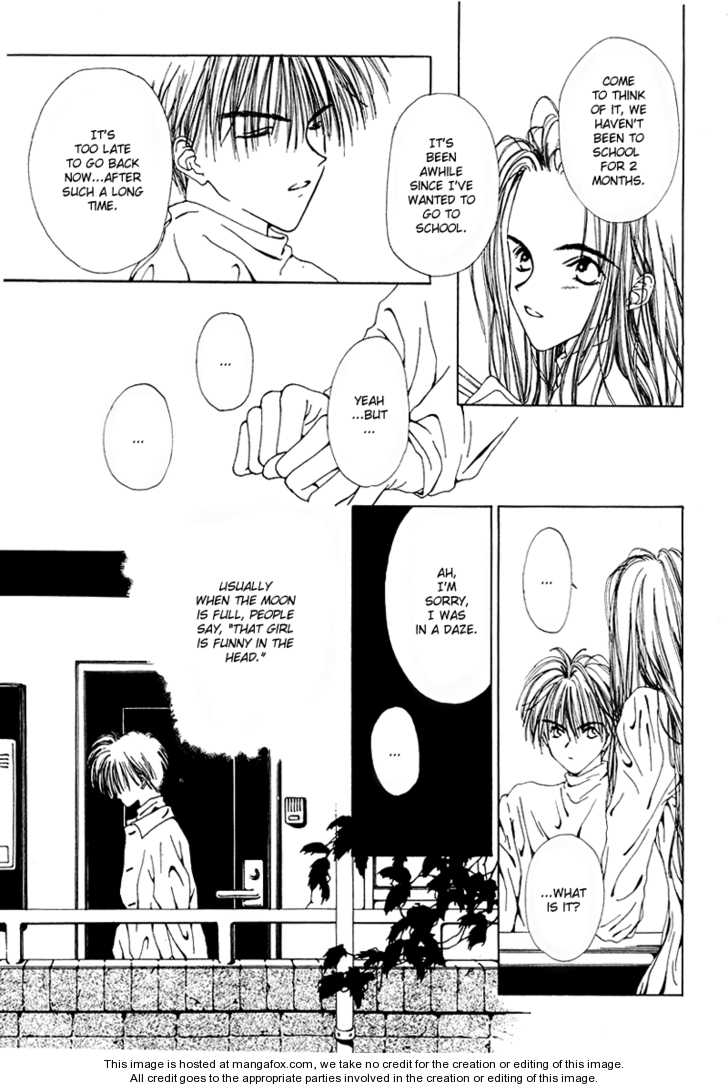 COME
TO THINK
OF IT, WE
HAVEN'T
BEEN TO
SCHOOL
FOR 2
MONTHS.
IT'S
BEEN
AWHILE
SINCE I'VE
WANTED TO
GO TO
SCHOOL.
IT'S
TOO LATE
TO GO BACK
NOW...AFTER
SUCH A LONG
TIME.
YEAH
...BUT
...
...
...
...
...WHAT
IS IT?
AH,
I'M
SORRY,
I WAS
IN A DAZE.
...
USUALLY
WHEN THE MOON
IS FULL, PEOPLE
SAY, "THAT GIRL
IS FUNNY IN THE
HEAD."
This image is hosted at mangafox.com, we take no credit for the creation or editing of this image.
All credit goes to the appropriate parties involved in the creation or editing of this image.